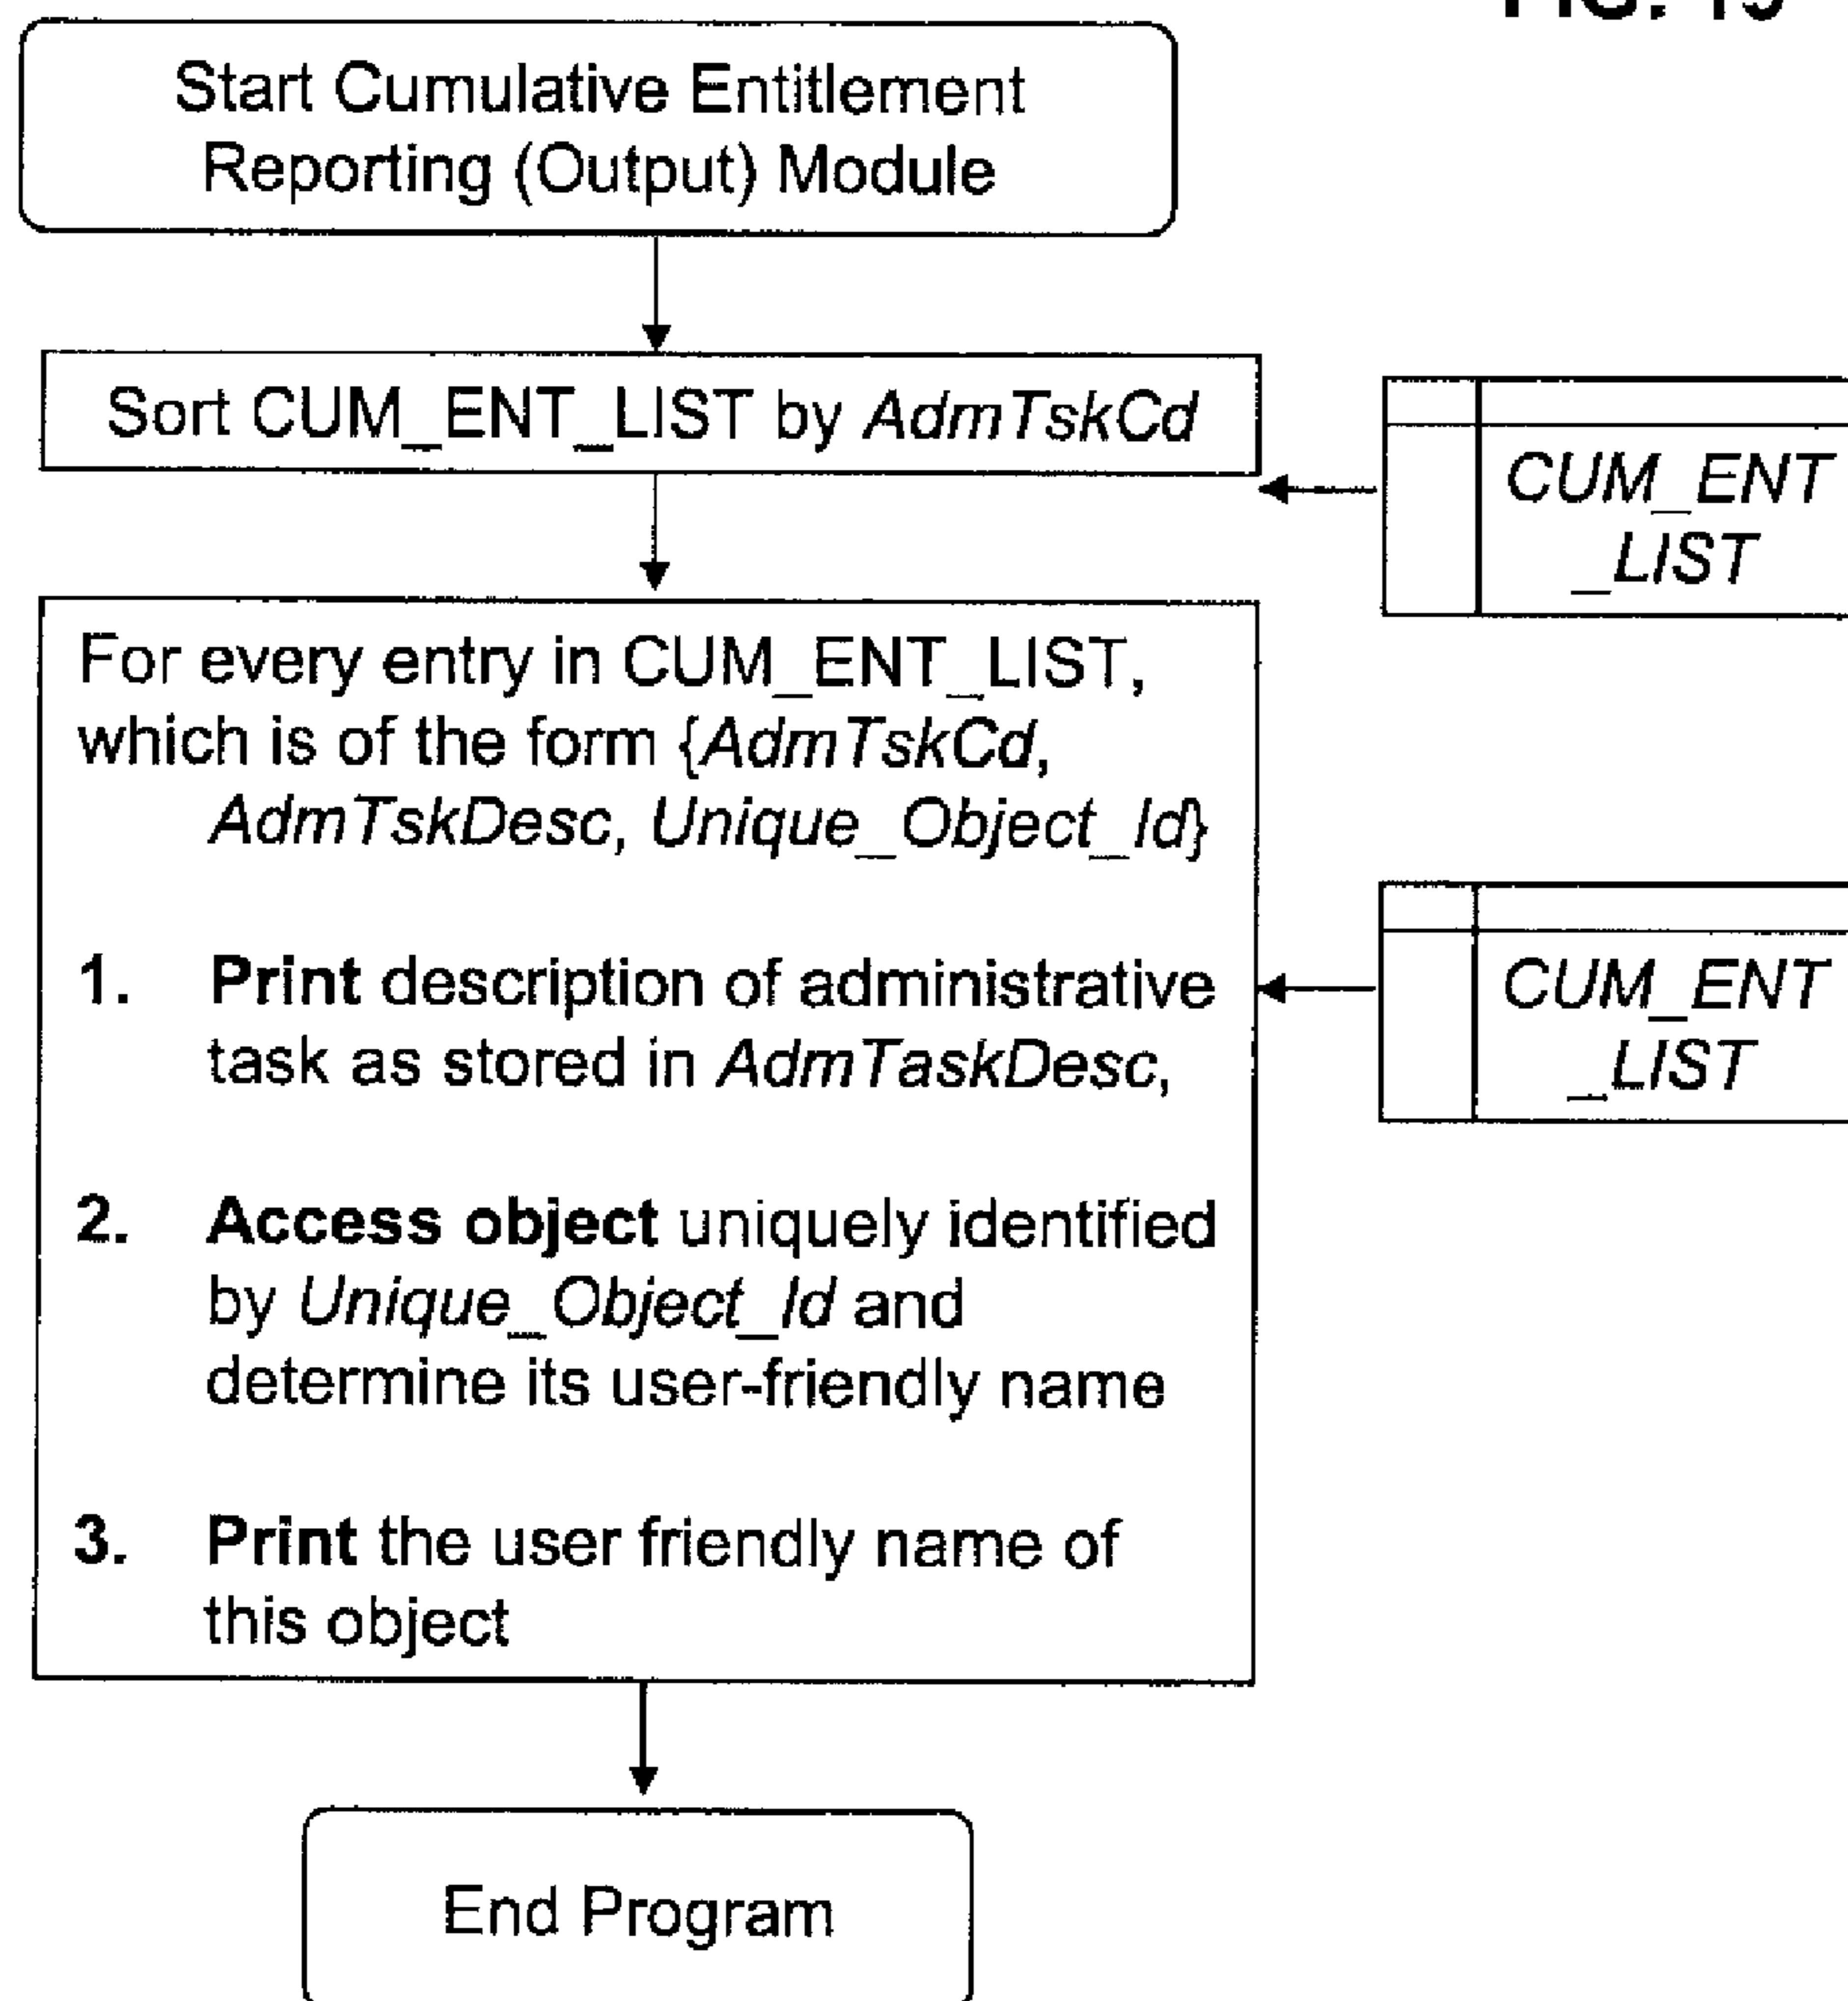 Start Cumulative Entitlement
Reporting (Output) Module
Sort CUM_ENT_LIST by AdmTskCd
CUM_ENT
_LIST
For every entry in CUM_ENT_LIST,
which is of the form {AdmTskCd,
AdmTskDesc, Unique_Object_Id}
1. Print description of administrative
task as stored in AdmTaskDesc,
CUM_ENT
_LIST
2. Access object uniquely identified
by Unique_Object_Id and
determine its user-friendly name
3. Print the user friendly name of
this object
End Program